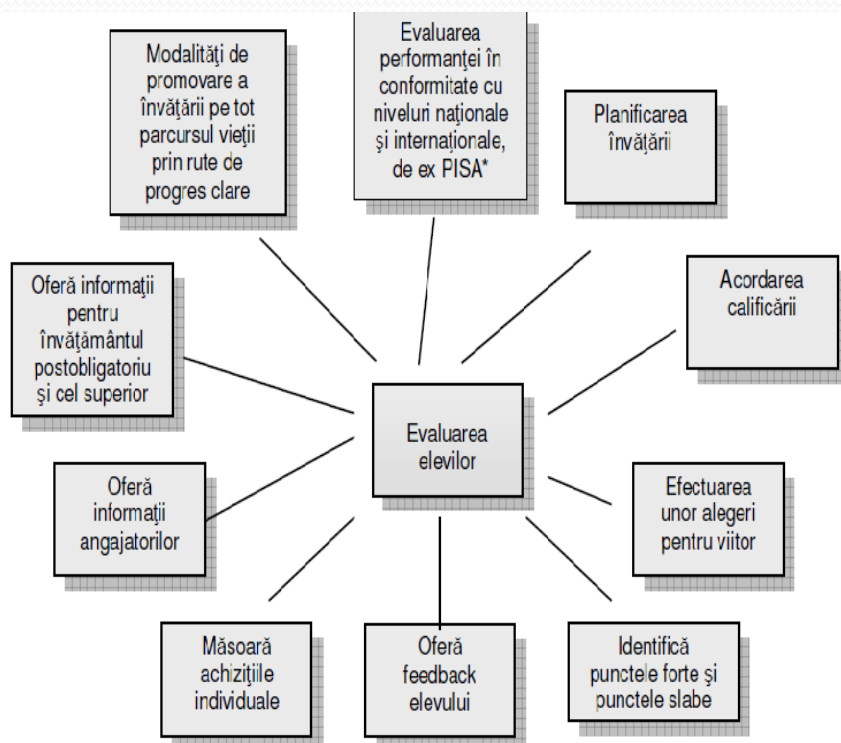 Modalităţi de
promovare a
învăţării pe tot
parcursul vieţii
prin rute de
progres clare
Evaluarea
performanţei în
conformitate cu
niveluri naţionale
şi internaţionale,
de ex PISA*
Planificarea
învăţării
Oferă informaţii
pentru
învăţământul
postobligatoriu
şi cel superior
Acordarea
calificării
Evaluarea
elevilor
Oferă
informaţii
angajatorilor
Efectuarea
unor alegeri
pentru viitor
Măsoară
achiziţiile
individuale
Oferă
feedback
elevului
Identifică
punctele forte şi
punctele slabe